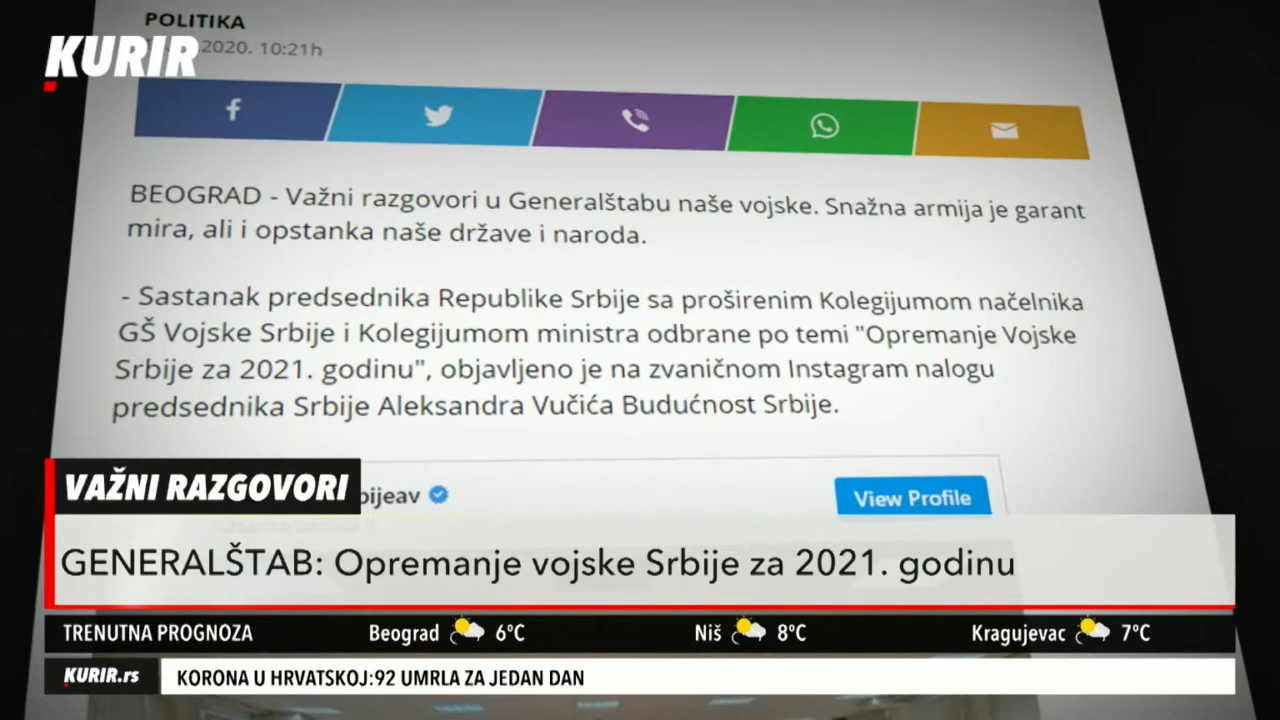 POLITIKA
KURIR
2020. 10:21h
BEOGRAD - Važni razgovori u Generalštabu naše vojske. Snažna armija je garant
mira, ali i opstanka naše države i naroda.
- Sastanak predsednika Republike Srbije sa proširenim Kolegijumom načelnika
GŠ Vojske Srbije i Kolegijumom ministra odbrane po temi "Opremanje Vojske
Srbije za 2021. godinu", objavljeno je na zvaničnom Instagram nalogu
predsednika Srbije Aleksandra Vučića Budućnost Srbije.
bijeav
View Profile
VAŽNI RAZGOVORI
GENERALŠTAB: Opremanje vojske Srbije za 2021. godinu
TRENUTNA PROGNOZA Beograd 6°C Niš 8°C Kragujevac 7°C
KURIR.rs KORONA U HRVATSKOJ:92 UMRLA ZA JEDAN DAN